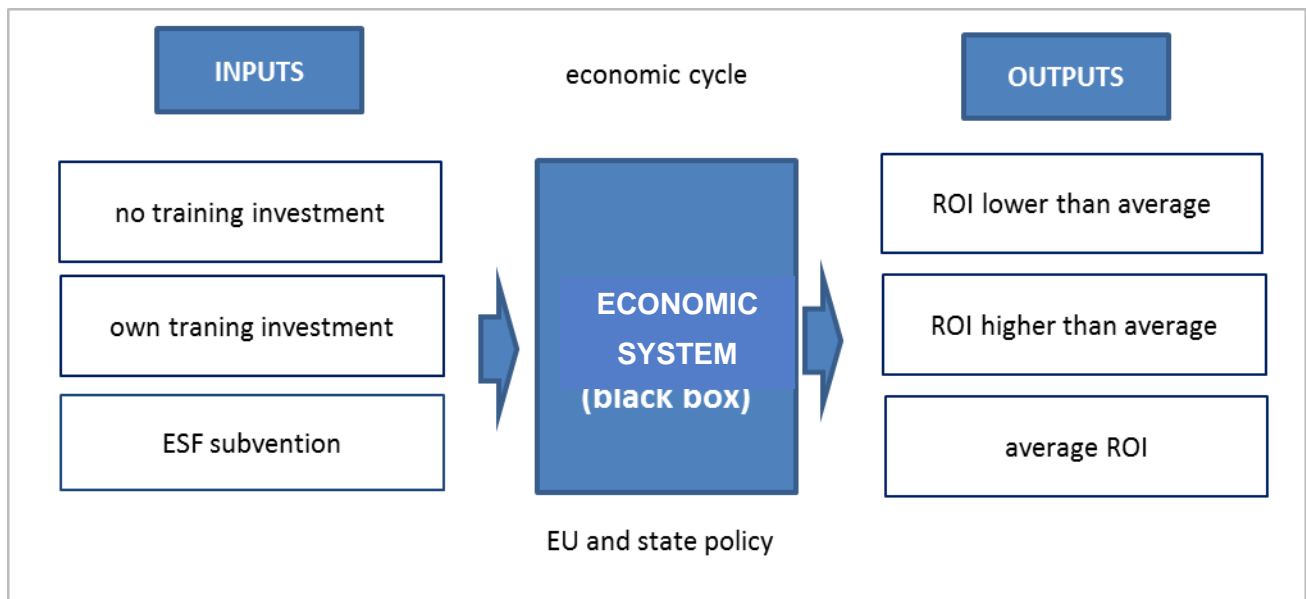 INPUTS
economic cycle
OUTPUTS
no training investment
own traning investment
ESF subvention
ECONOMIC
SYSTEM
(black box)
ROI lower than average
ROI higher than average
average ROI
EU and state policy